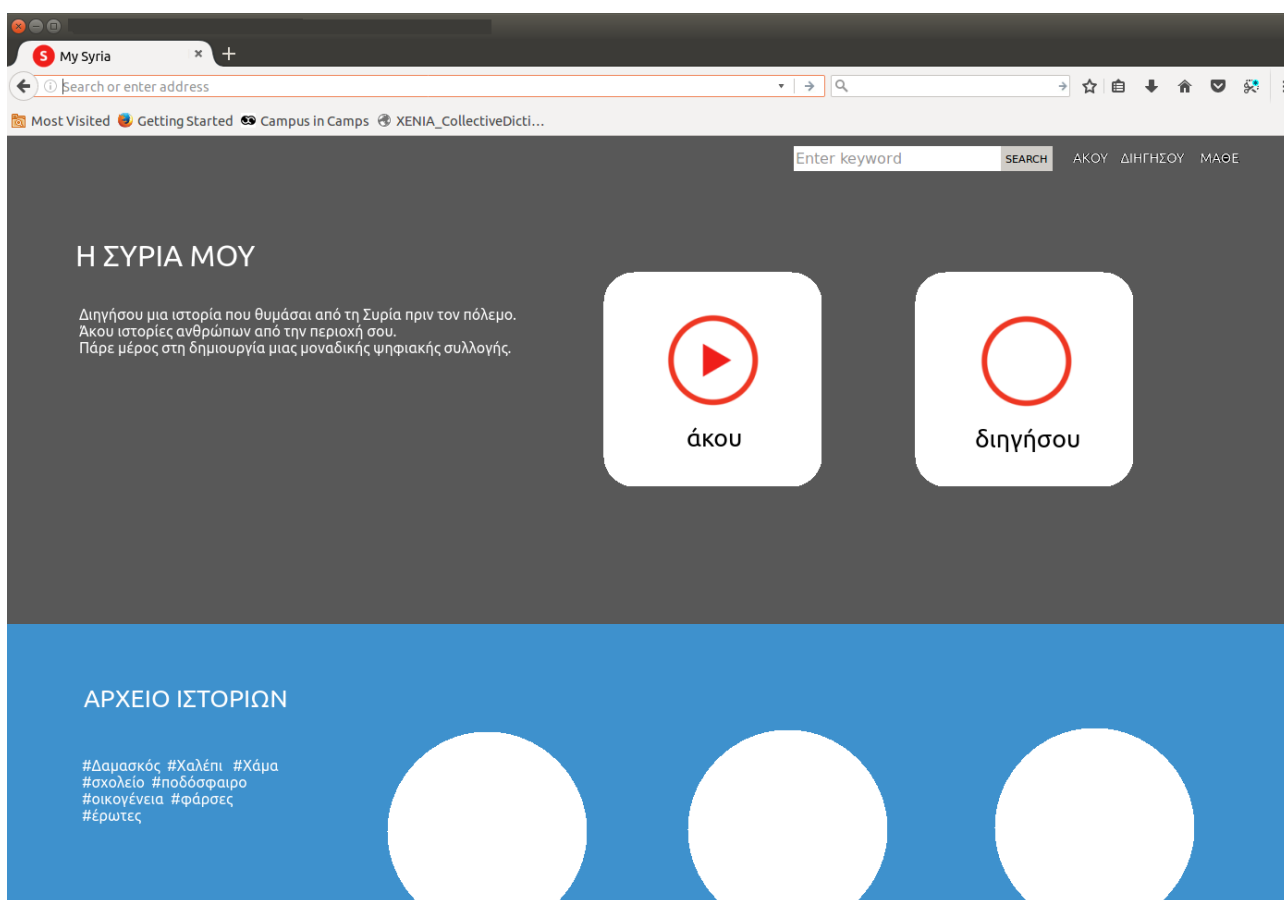 S My Syria
Search or enter address
Most Visited Getting Started Campus in Camps XENIA_CollectiveDicti...
Enter keyword SEARCH ΑΚΟΥ ΔΙΗΓΗΣΟΥ ΜΑΘΕ
Η ΣΥΡΙΑ ΜΟΥ
Διηγήσου μια ιστορία που θυμάσαι από τη Συρία πριν τον πόλεμο.
Άκου ιστορίες ανθρώπων από την περιοχή σου.
Πάρε μέρος στη δημιουργία μιας μοναδικής ψηφιακής συλλογής.
άκου
διηγήσου
ΑΡΧΕΙΟ ΙΣΤΟΡΙΩΝ
#Δαμασκός #Χαλέπι #Χάμα
#σχολείο #ποδόσφαιρο
#οικογένεια #φάρσες
#έρωτες